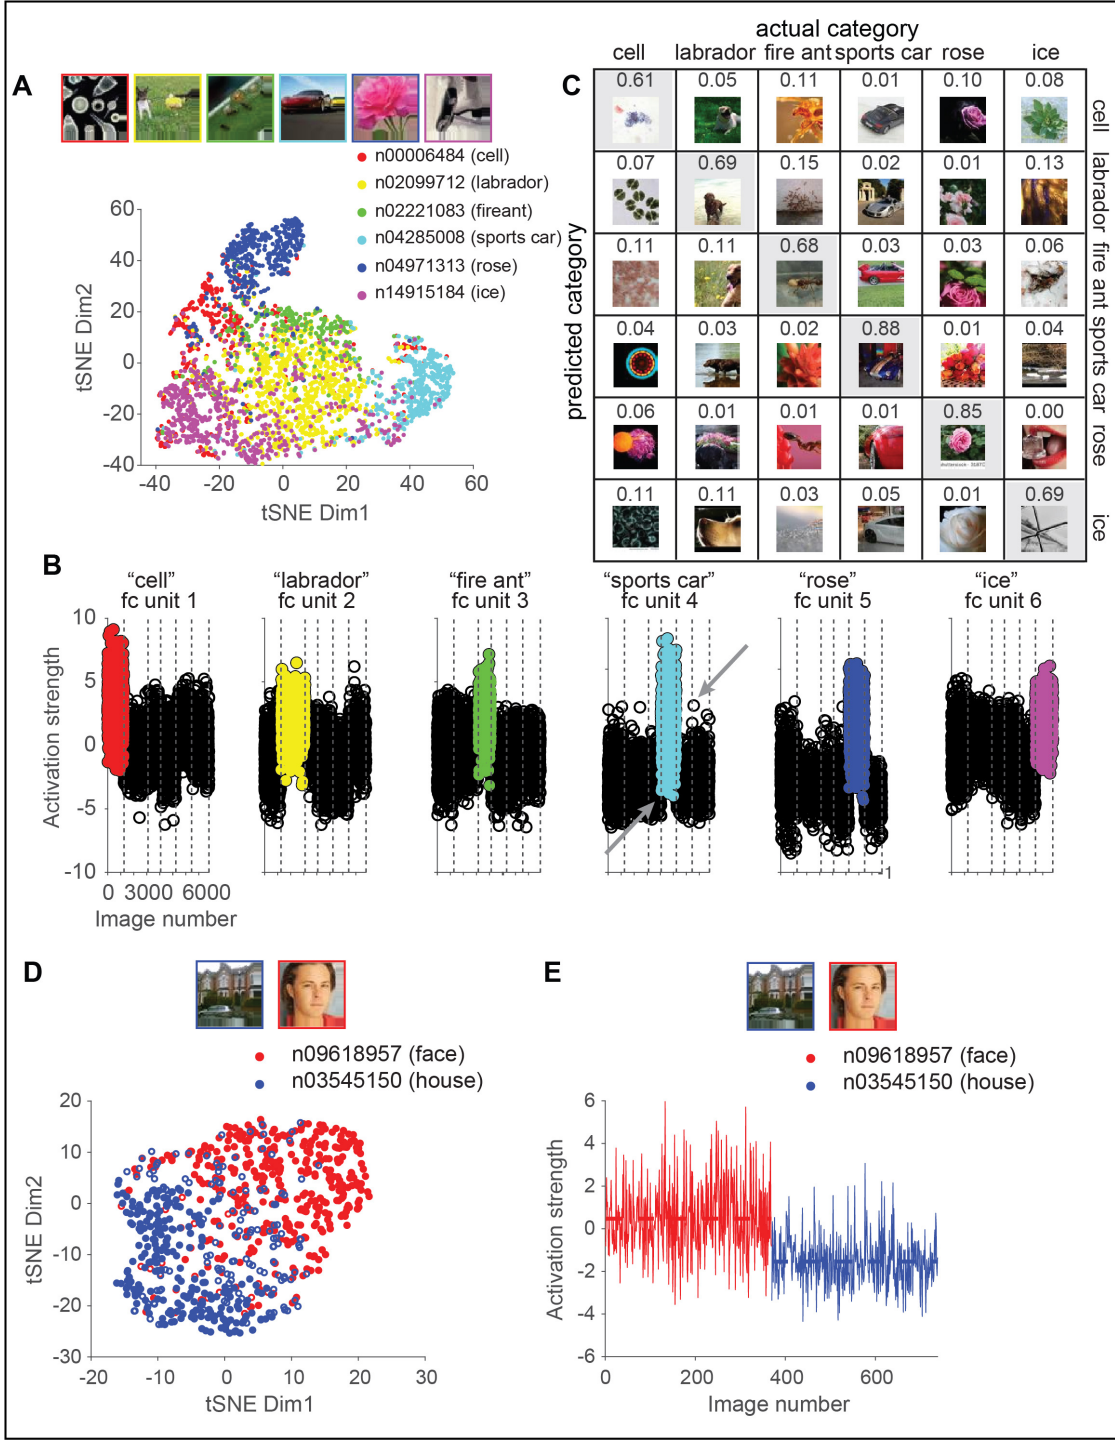 A
n00006484 (cell)
n02099712 (labrador)
n02221083 (fireant)
n04285008 (sports car)
n04971313 (rose)
n14915184 (ice)
60
40
20
0
-20
-40
tSNE Dim2
-40 -20 0 20 40 60
tSNE Dim1
C
actual category
cell labrador fire ant sports car rose ice
predicted category
0.61 0.05 0.11 0.01 0.10 0.08
cell
0.07 0.69 0.15 0.02 0.01 0.13
labrador
0.11 0.11 0.68 0.03 0.03 0.06
fire ant
0.04 0.03 0.02 0.88 0.01 0.04
sports car
0.06 0.01 0.01 0.01 0.85 0.00
rose
0.11 0.11 0.03 0.05 0.01 0.69
ice
B
"cell" "labrador" "fire ant" "sports car" "rose" "ice"
fc unit 1 fc unit 2 fc unit 3 fc unit 4 fc unit 5 fc unit 6
10
5
0
-5
-10
Activation strength
0 3000 6000
Image number
-1
D
n09618957 (face)
n03545150 (house)
20
10
0
-10
-20
-30
tSNE Dim2
-20 -10 0 10 20 30
tSNE Dim1
E
n09618957 (face)
n03545150 (house)
6
4
2
0
-2
-4
-6
Activation strength
0 200 400 600
Image number